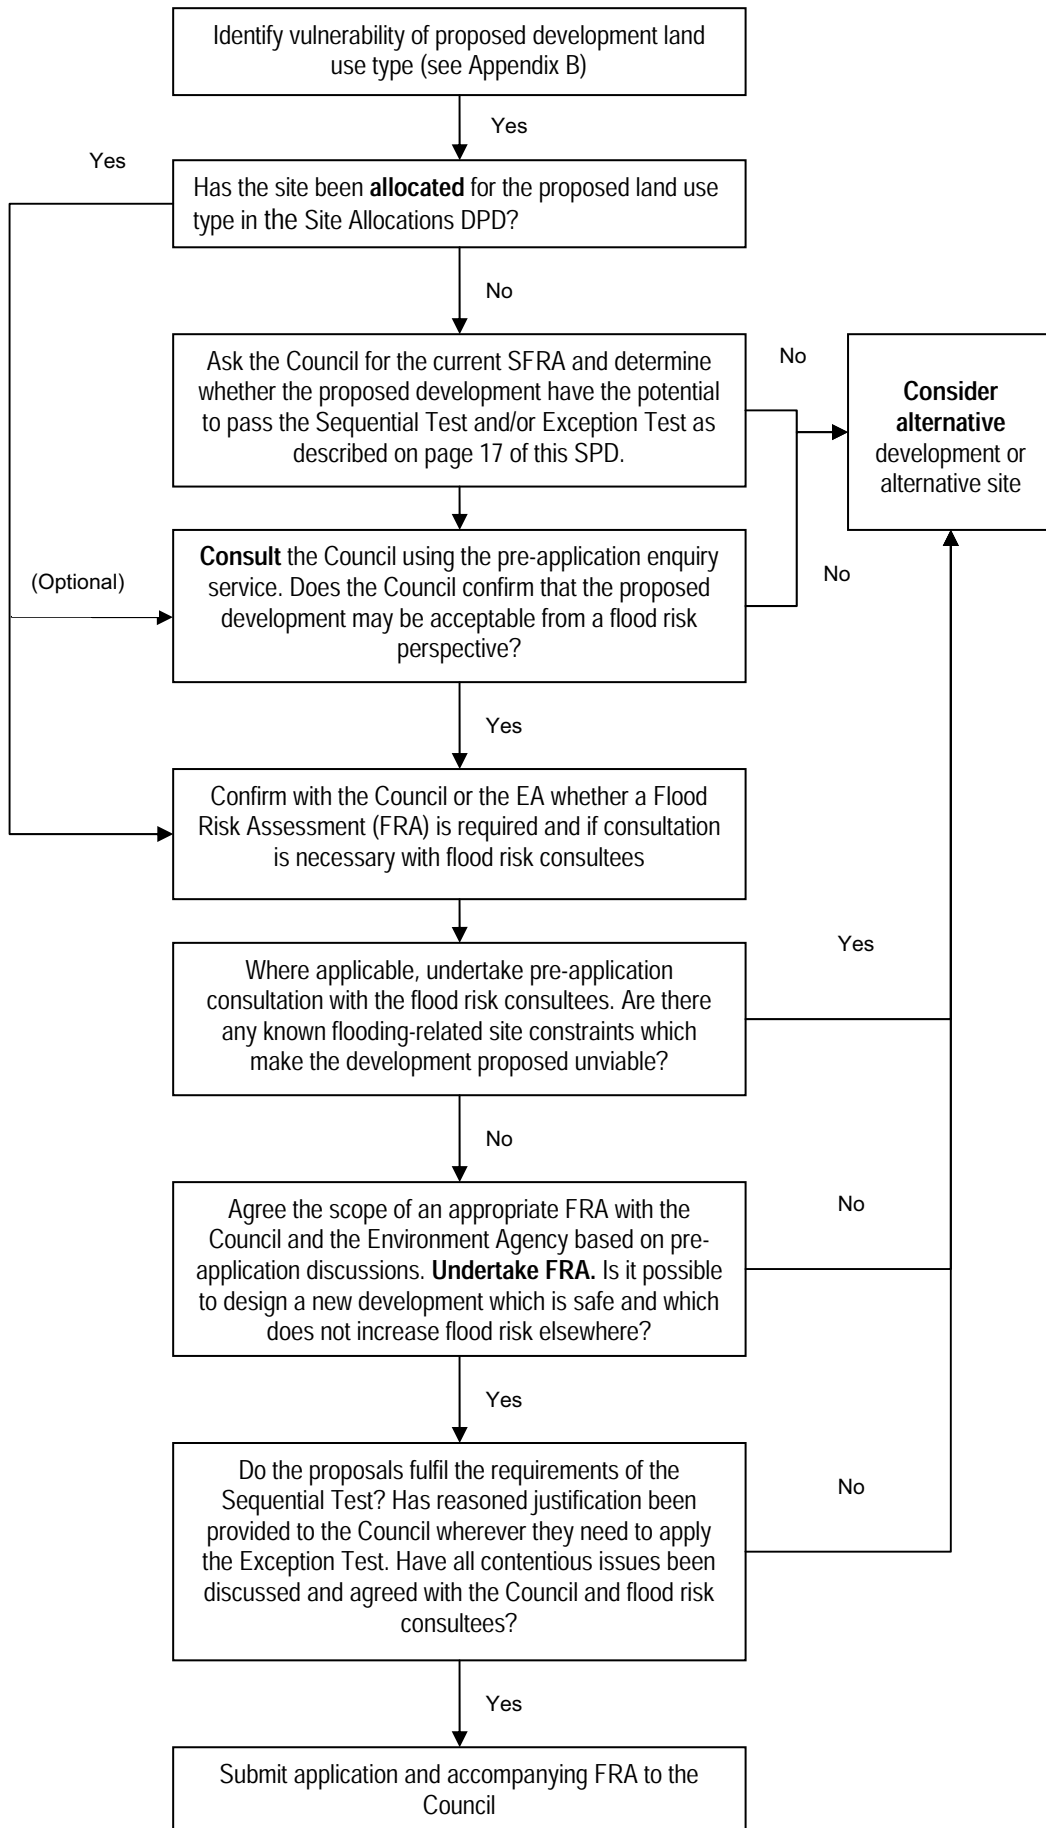 Identify vulnerability of proposed development land
use type (see Appendix B)
Yes
Yes
Has the site been allocated for the proposed land use
type in the Site Allocations DPD?
No
Ask the Council for the current SFRA and determine
whether the proposed development have the potential
to pass the Sequential Test and/or Exception Test as
described on page 17 of this SPD.
No
Consider
alternative
development or
alternative site
Consult the Council using the pre-application enquiry
service. Does the Council confirm that the proposed
development may be acceptable from a flood risk
perspective?
No
(Optional)
Yes
Confirm with the Council or the EA whether a Flood
Risk Assessment (FRA) is required and if consultation
is necessary with flood risk consultees
Where applicable, undertake pre-application
consultation with the flood risk consultees. Are there
any known flooding-related site constraints which
make the development proposed unviable?
Yes
No
Agree the scope of an appropriate FRA with the
Council and the Environment Agency based on pre-
application discussions. Undertake FRA. Is it possible
to design a new development which is safe and which
does not increase flood risk elsewhere?
No
Yes
Do the proposals fulfil the requirements of the
Sequential Test? Has reasoned justification been
provided to the Council wherever they need to apply
the Exception Test. Have all contentious issues been
discussed and agreed with the Council and flood risk
consultees?
No
Yes
Submit application and accompanying FRA to the
Council